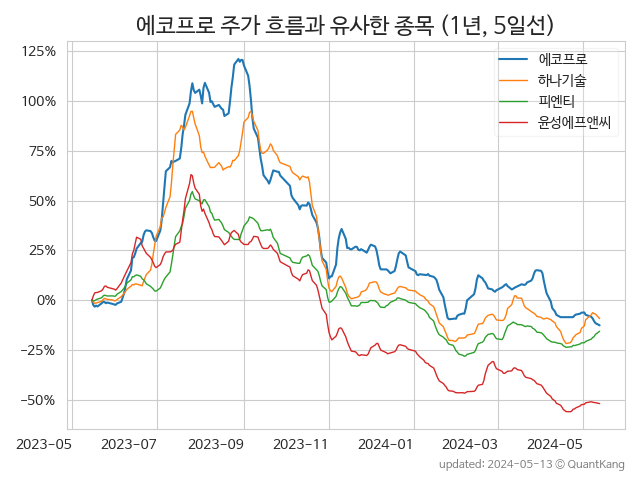 에코프로 주가 흐름과 유사한 종목 (1년, 5일선)
125%
100%
75%
50%
25%
0%
−25%
−50%
에코프로
하나기술
피엔티
윤성에프앤씨
2023-05 2023-07 2023-09 2023-11 2024-01 2024-03 2024-05
updated: 2024-05-13 ⓒ QuantKang